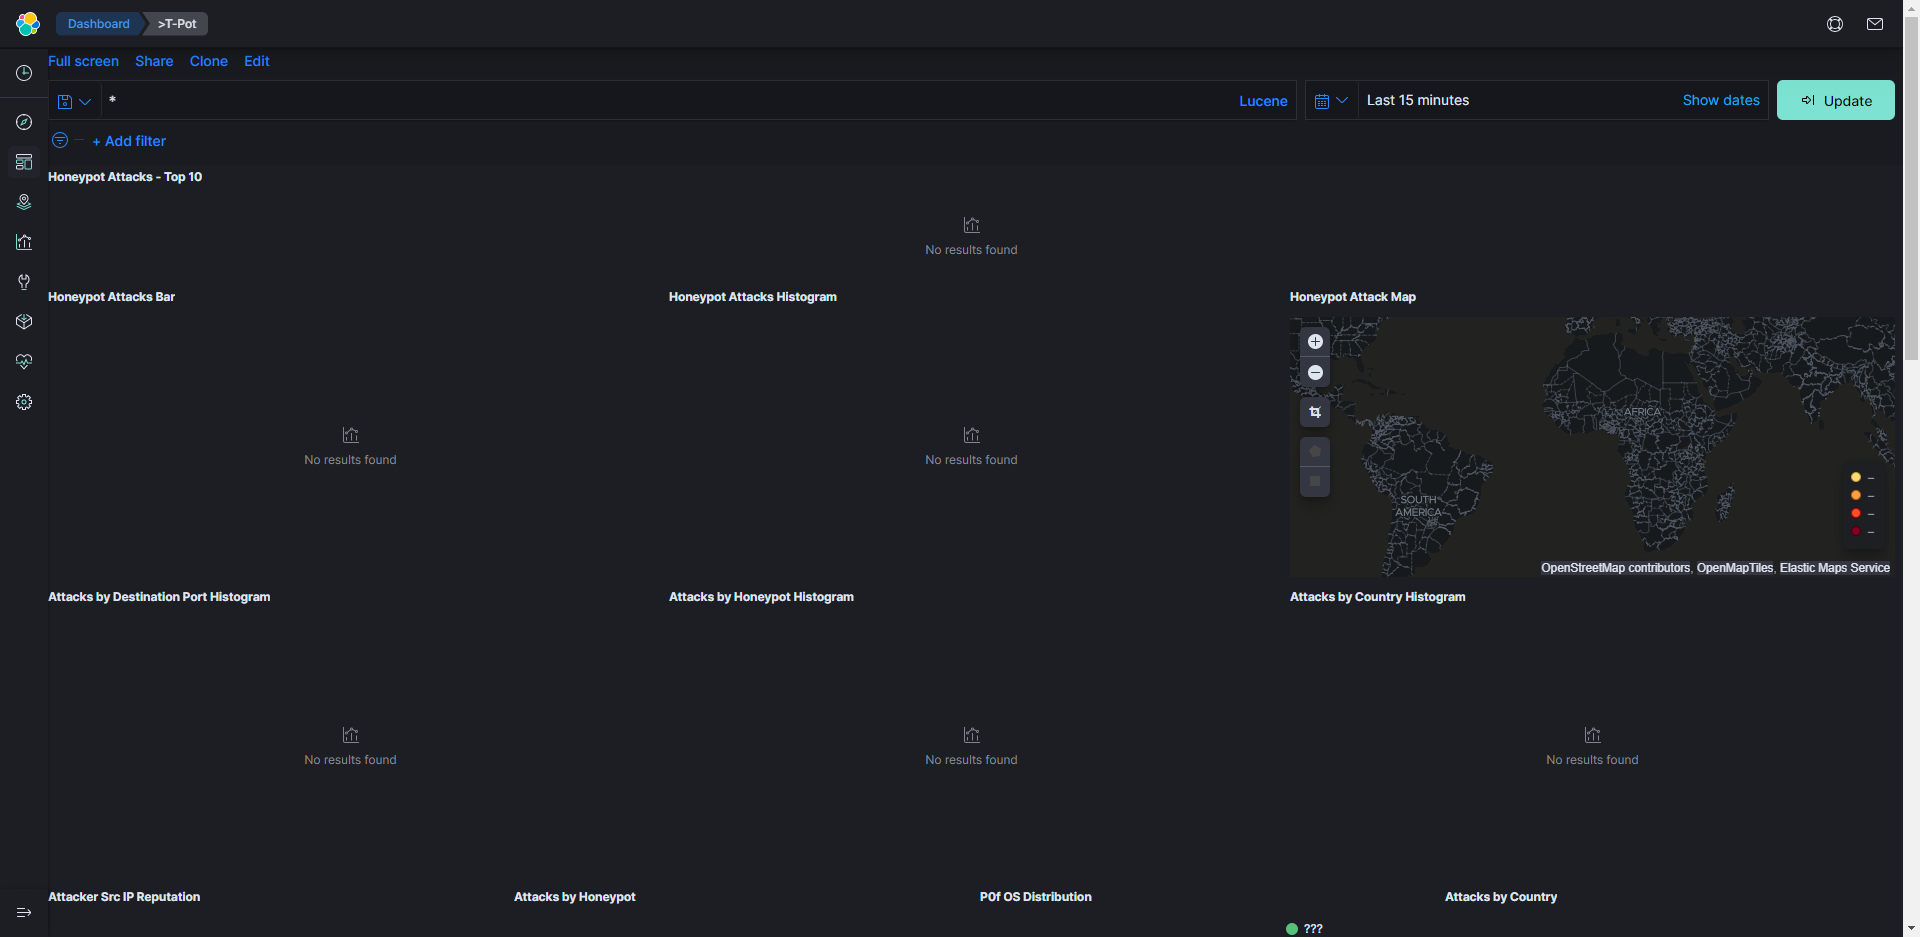 Dashboard >T-Pot
Full screen Share Clone Edit
* Lucene Last 15 minutes Show dates Update
+ Add filter
Honeypot Attacks - Top 10
No results found
Honeypot Attacks Bar
No results found
Honeypot Attacks Histogram
No results found
Honeypot Attack Map
AFRICA
SOUTH
AMERICA
–
–
–
–
OpenStreetMap contributors, OpenMapTiles, Elastic Maps Service
Attacks by Destination Port Histogram
No results found
Attacks by Honeypot Histogram
No results found
Attacks by Country Histogram
No results found
Attacker Src IP Reputation
Attacks by Honeypot
P0f OS Distribution
???
Attacks by Country